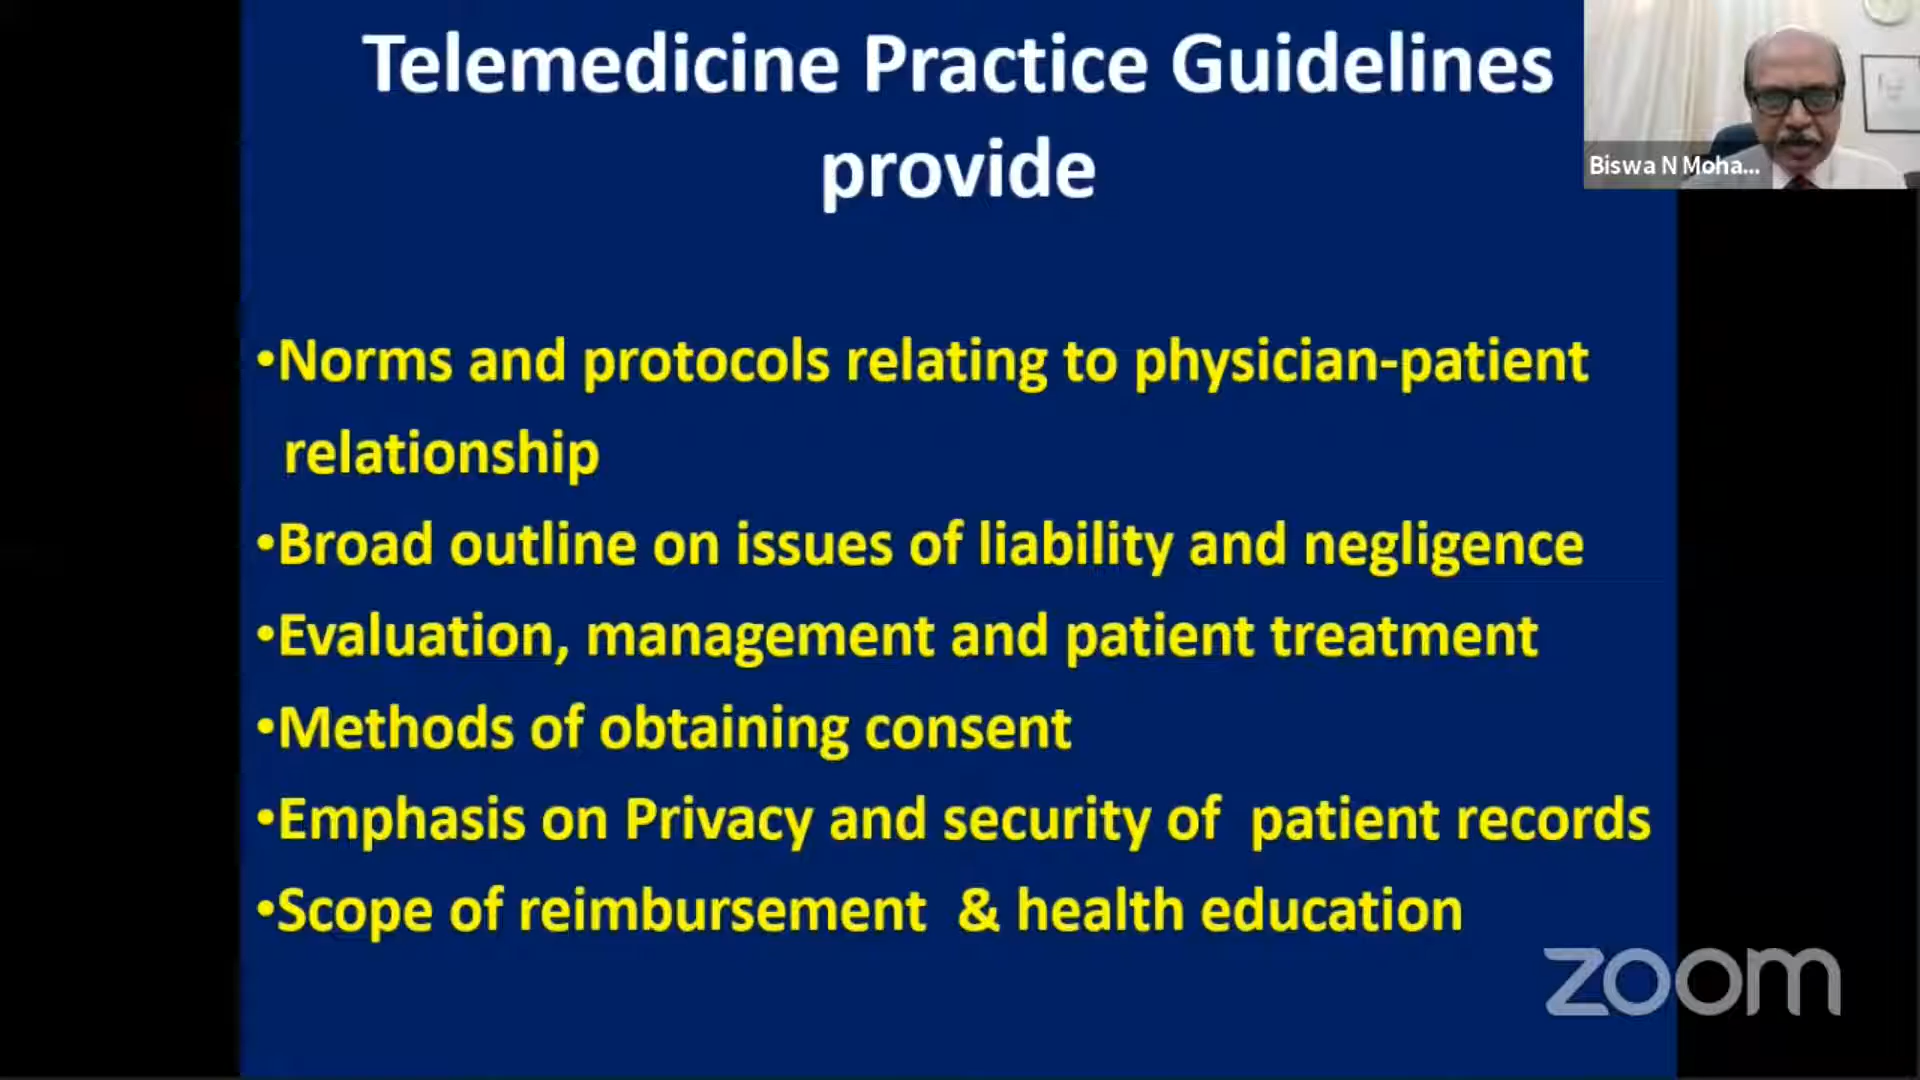 Telemedicine Practice Guidelines
provide
Biswa N Moha...
•Norms and protocols relating to physician-patient
relationship
•Broad outline on issues of liability and negligence
•Evaluation, management and patient treatment
•Methods of obtaining consent
•Emphasis on Privacy and security of patient records
•Scope of reimbursement & health education
zoom